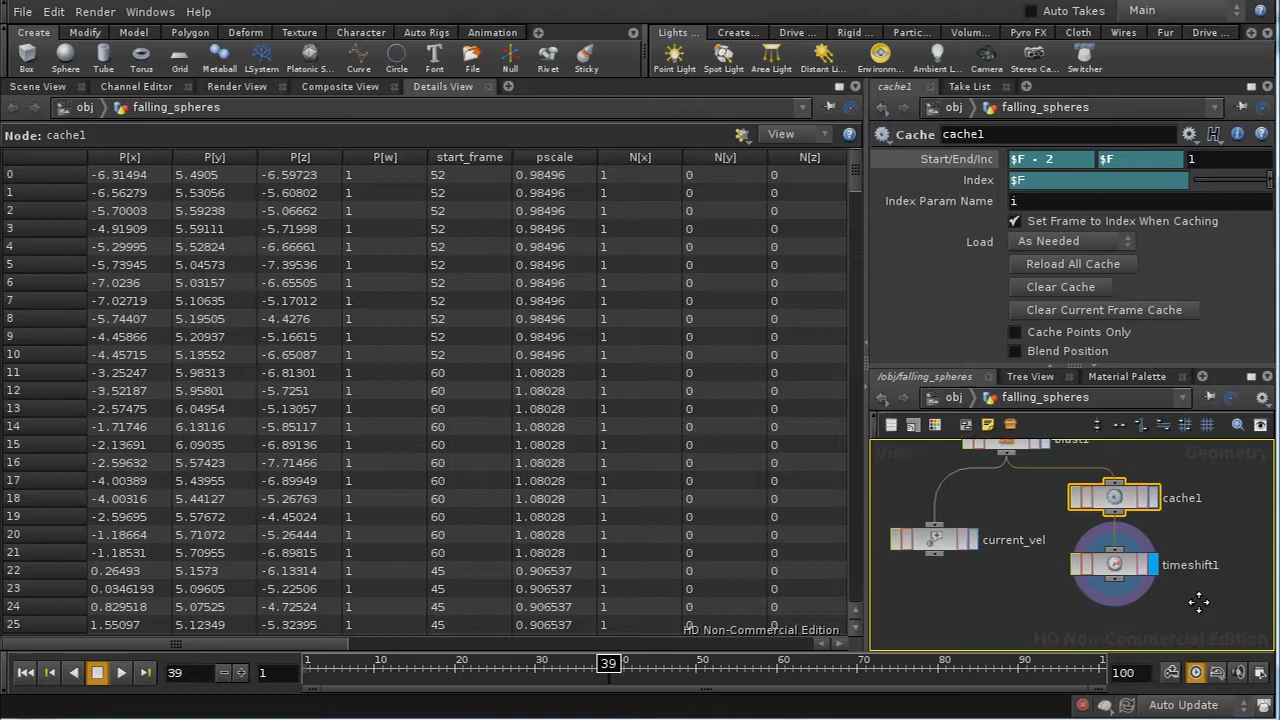 File Edit Render Windows Help Auto Takes Main
Create Modify Model Polygon Deform Texture Character Auto Rigs Animation Lights ... Create... Drive ... Rigid ... Partic... Volum... Pyro FX Cloth Wires Fur Drive ...
Box Sphere Tube Torus Grid Metaball LSystem Platonic S... Curve Circle Font File Null Rivet Sticky Point Light Spot Light Area Light Distant Li... Environm... Ambient L... Camera Stereo Ca... Switcher
Scene View Channel Editor Render View Composite View Details View cache1 Take List
obj falling_spheres obj falling_spheres
Node: cache1 View Cache cache1
P[x] P[y] P[z] P[w] start_frame pscale N[x] N[y] N[z]
0 -6.31494 5.4905 -6.59723 1 52 0.98496 1 0 0
1 -6.56279 5.53056 -5.60802 1 52 0.98496 1 0 0
2 -5.70003 5.59238 -5.06662 1 52 0.98496 1 0 0
3 -4.91909 5.59111 -5.71998 1 52 0.98496 1 0 0
4 -5.29995 5.52824 -6.66661 1 52 0.98496 1 0 0
5 -5.73945 5.04573 -7.39536 1 52 0.98496 1 0 0
6 -7.0236 5.03157 -6.65505 1 52 0.98496 1 0 0
7 -7.02719 5.10635 -5.17012 1 52 0.98496 1 0 0
8 -5.74407 5.19505 -4.4276 1 52 0.98496 1 0 0
9 -4.45866 5.20937 -5.16615 1 52 0.98496 1 0 0
10 -4.45715 5.13552 -6.65087 1 52 0.98496 1 0 0
11 -3.25247 5.98313 -6.81301 1 60 1.08028 1 0 0
12 -3.52187 5.95801 -5.7251 1 60 1.08028 1 0 0
13 -2.57475 6.04954 -5.13057 1 60 1.08028 1 0 0
14 -1.71746 6.13116 -5.85117 1 60 1.08028 1 0 0
15 -2.13691 6.09035 -6.89136 1 60 1.08028 1 0 0
16 -2.59632 5.57423 -7.71466 1 60 1.08028 1 0 0
17 -4.00389 5.43955 -6.89949 1 60 1.08028 1 0 0
18 -4.00316 5.44127 -5.26763 1 60 1.08028 1 0 0
19 -2.59695 5.57672 -4.45024 1 60 1.08028 1 0 0
20 -1.18664 5.71072 -5.26444 1 60 1.08028 1 0 0
21 -1.18531 5.70955 -6.89815 1 60 1.08028 1 0 0
22 0.26493 5.1573 -6.13314 1 45 0.906537 1 0 0
23 0.0346193 5.09605 -5.22506 1 45 0.906537 1 0 0
24 0.829518 5.07525 -4.72524 1 45 0.906537 1 0 0
25 1.55097 5.12349 -5.32395 1 45 0.906537 1 0 0
HD Non-Commercial Edition
Start/End/Inc $F - 2 $F 1
Index $F
Index Param Name i
Set Frame to Index When Caching
Load As Needed
Reload All Cache
Clear Cache
Clear Current Frame Cache
Cache Points Only
Blend Position
/obj/falling_spheres Tree View Material Palette
obj falling_spheres
blast1
Geometry
cache1
current_vel
timeshift1
HD Non-Commercial Edition
39 1 1 10 20 30 39 50 60 70 80 90 100
Auto Update